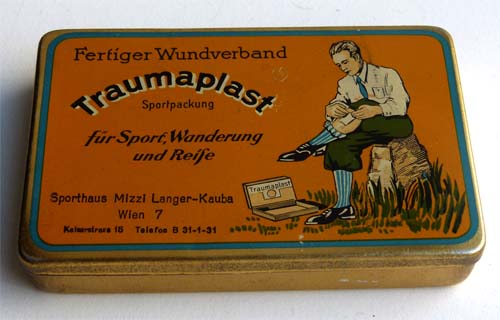 Fertiger Wundverband
Traumaplast
Sportpackung
für Sport, Wanderung
und Reise
Traumaplast
Sporthaus Mizzi Langer-Kauba
Wien 7
Kaiserstrasse 15 Telefon B 31-1-31